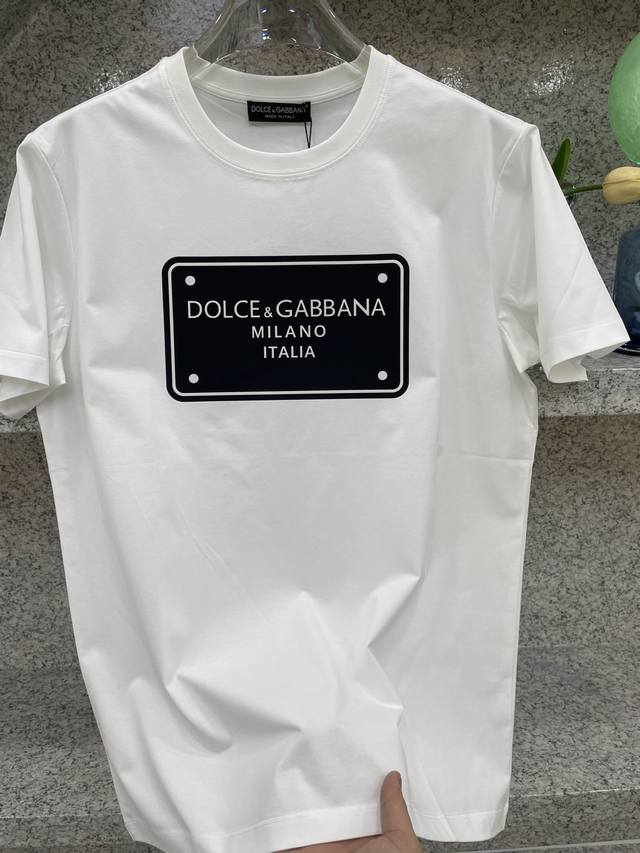 DOLCE & GABBANA
MADE IN ITALY
DOLCE & GABBANA
MILANO
ITALIA